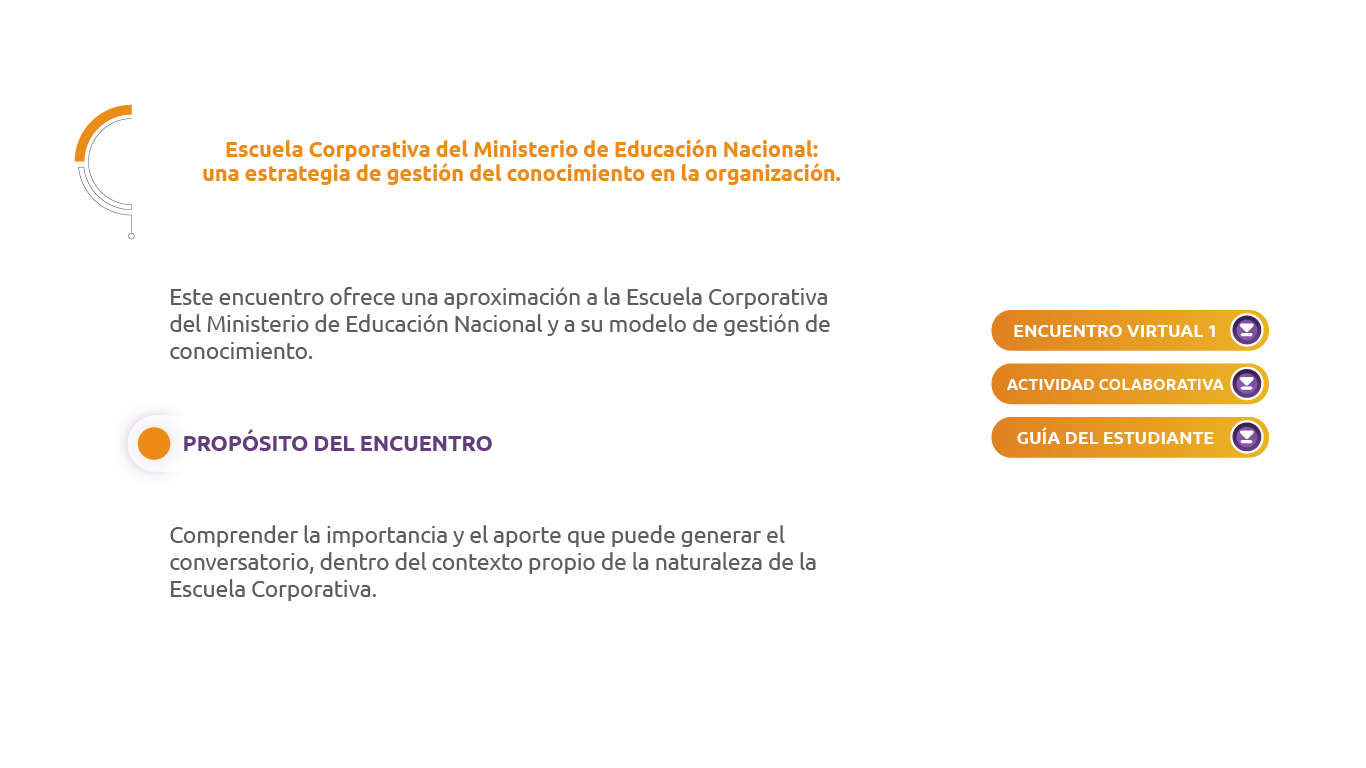 Escuela Corporativa del Ministerio de Educación Nacional:
una estrategia de gestión del conocimiento en la organización.
Este encuentro ofrece una aproximación a la Escuela Corporativa
del Ministerio de Educación Nacional y a su modelo de gestión de
conocimiento.
PROPÓSITO DEL ENCUENTRO
Comprender la importancia y el aporte que puede generar el
conversatorio, dentro del contexto propio de la naturaleza de la
Escuela Corporativa.
ENCUENTRO VIRTUAL 1
ACTIVIDAD COLABORATIVA
GUÍA DEL ESTUDIANTE